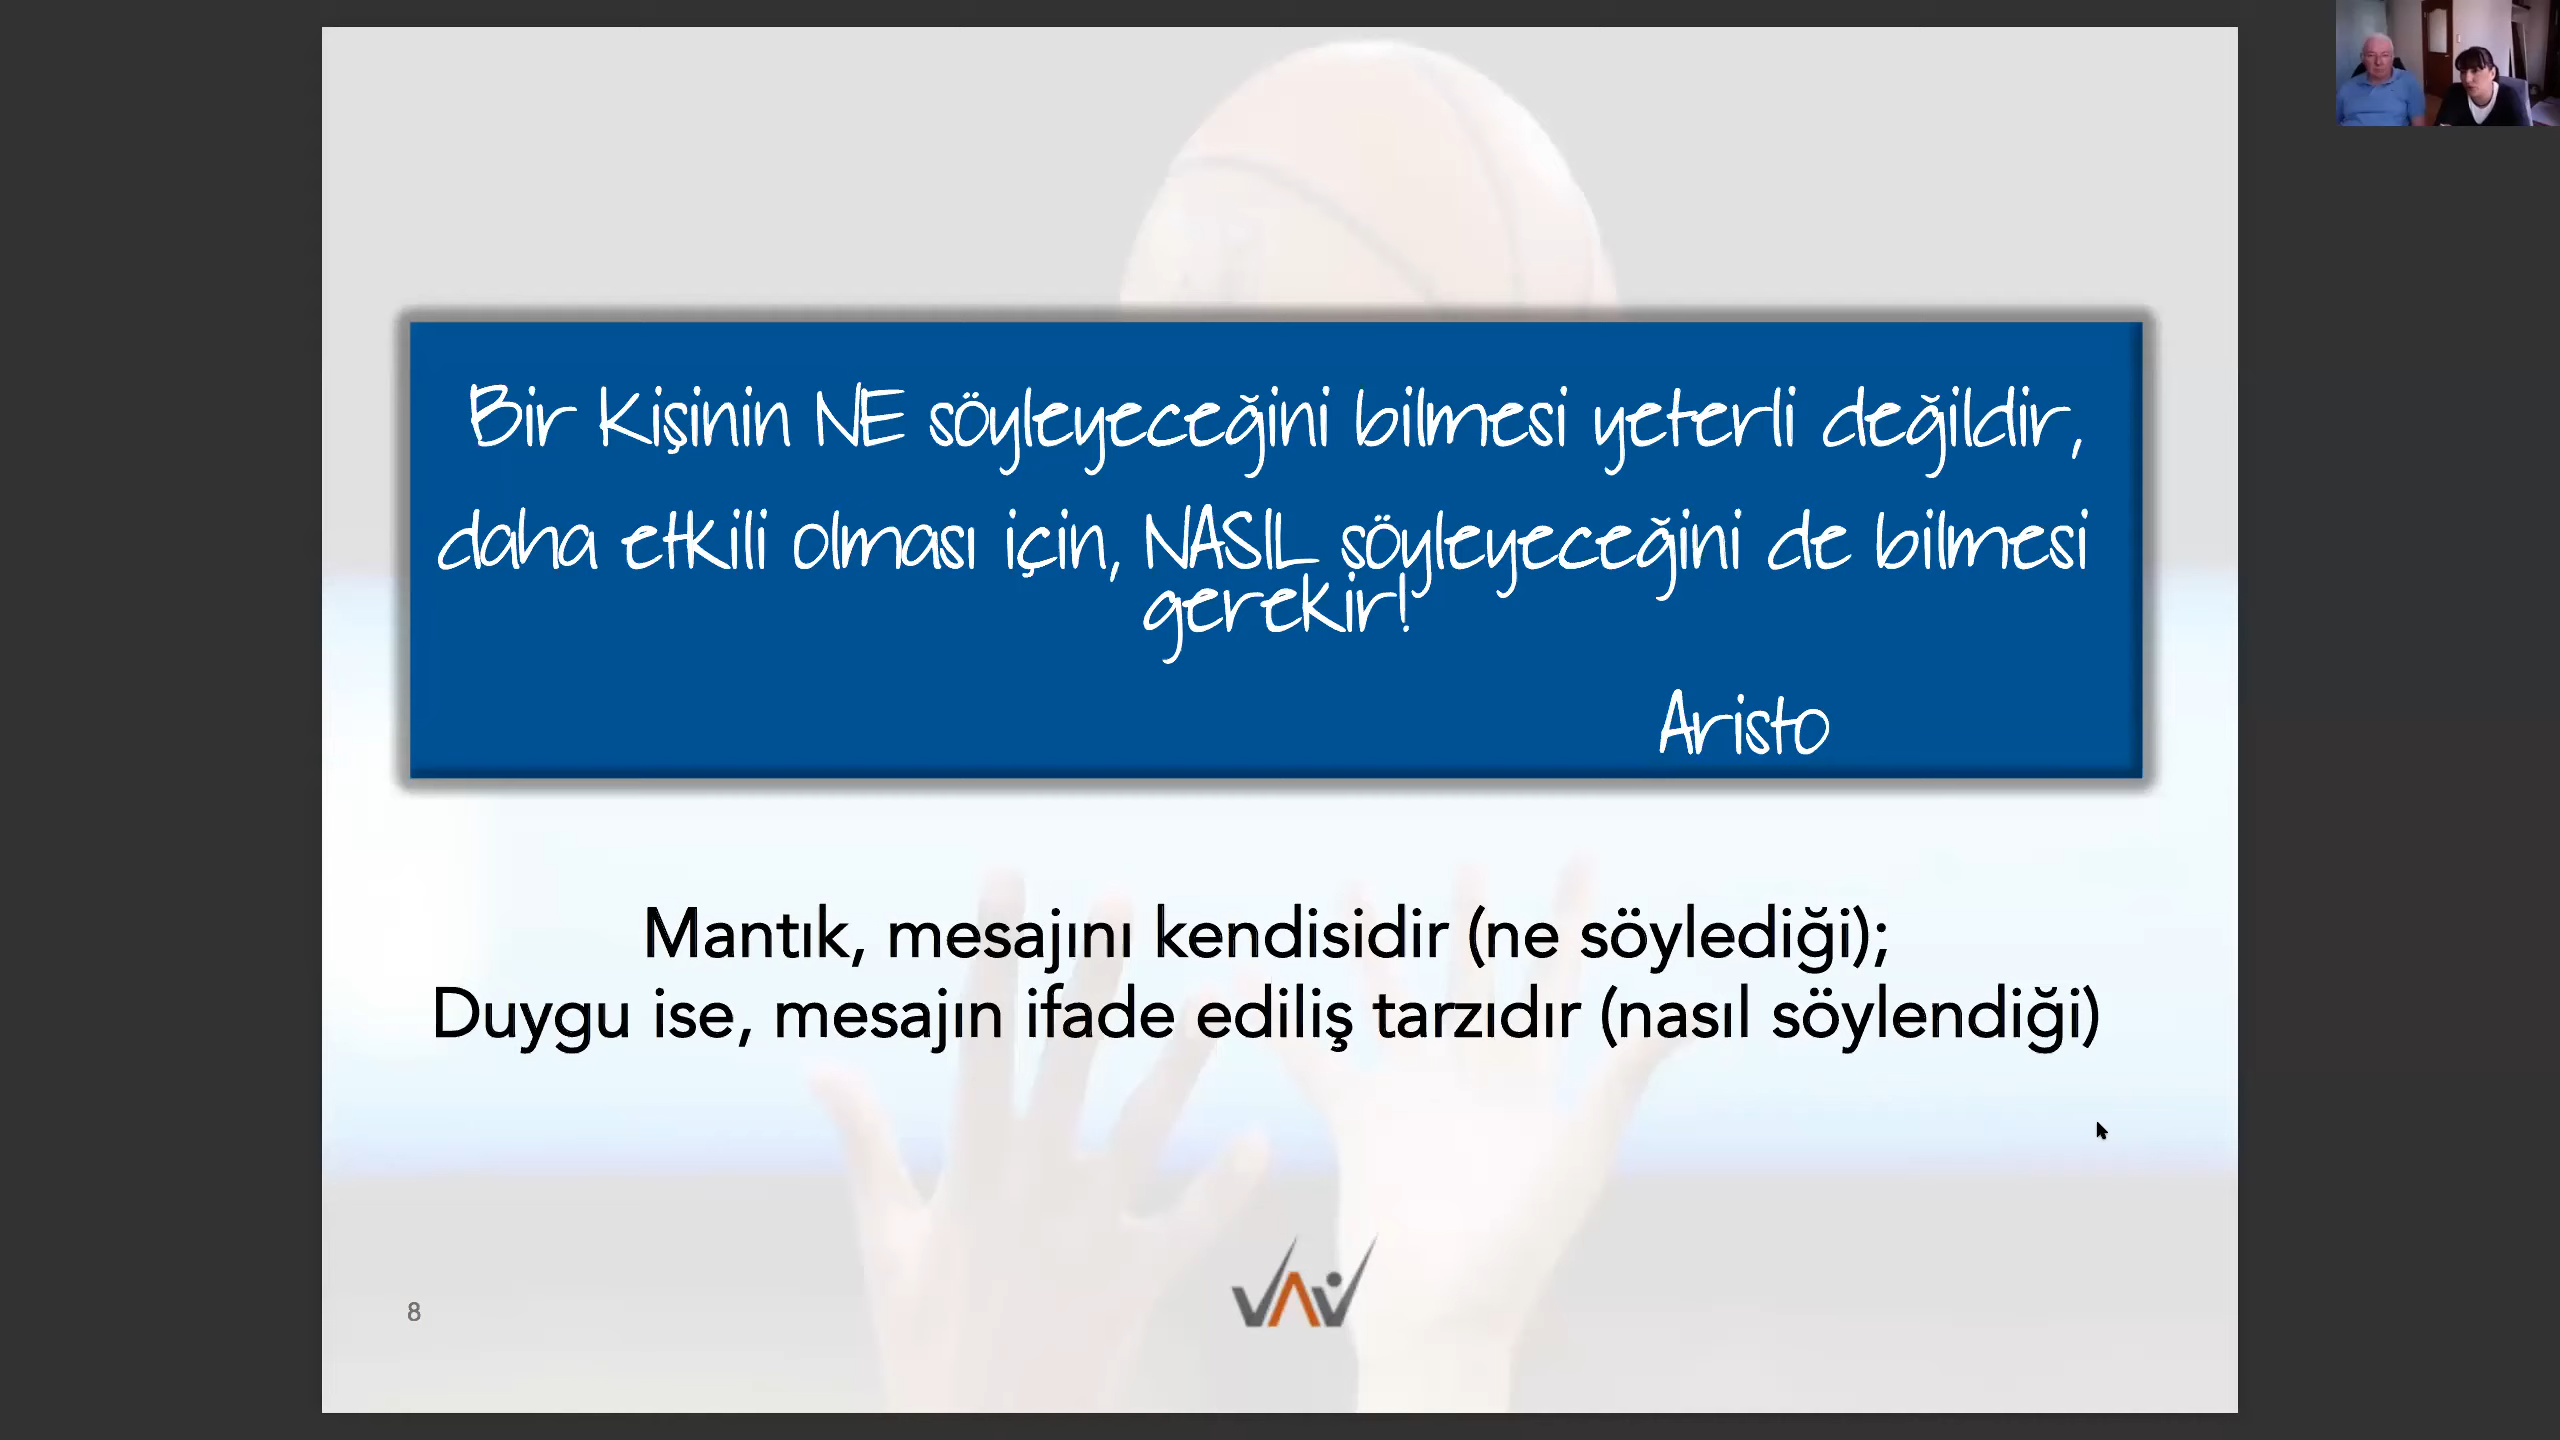 Bir Kişinin NE söyleyeceğini bilmesi yeterli değildir,
daha etkili olması için, NASIL söyleyeceğini de bilmesi
gerekir!
Aristo
Mantık, mesajını kendisidir (ne söylediği);
Duygu ise, mesajın ifade ediliş tarzıdır (nasıl söylendiği)
8